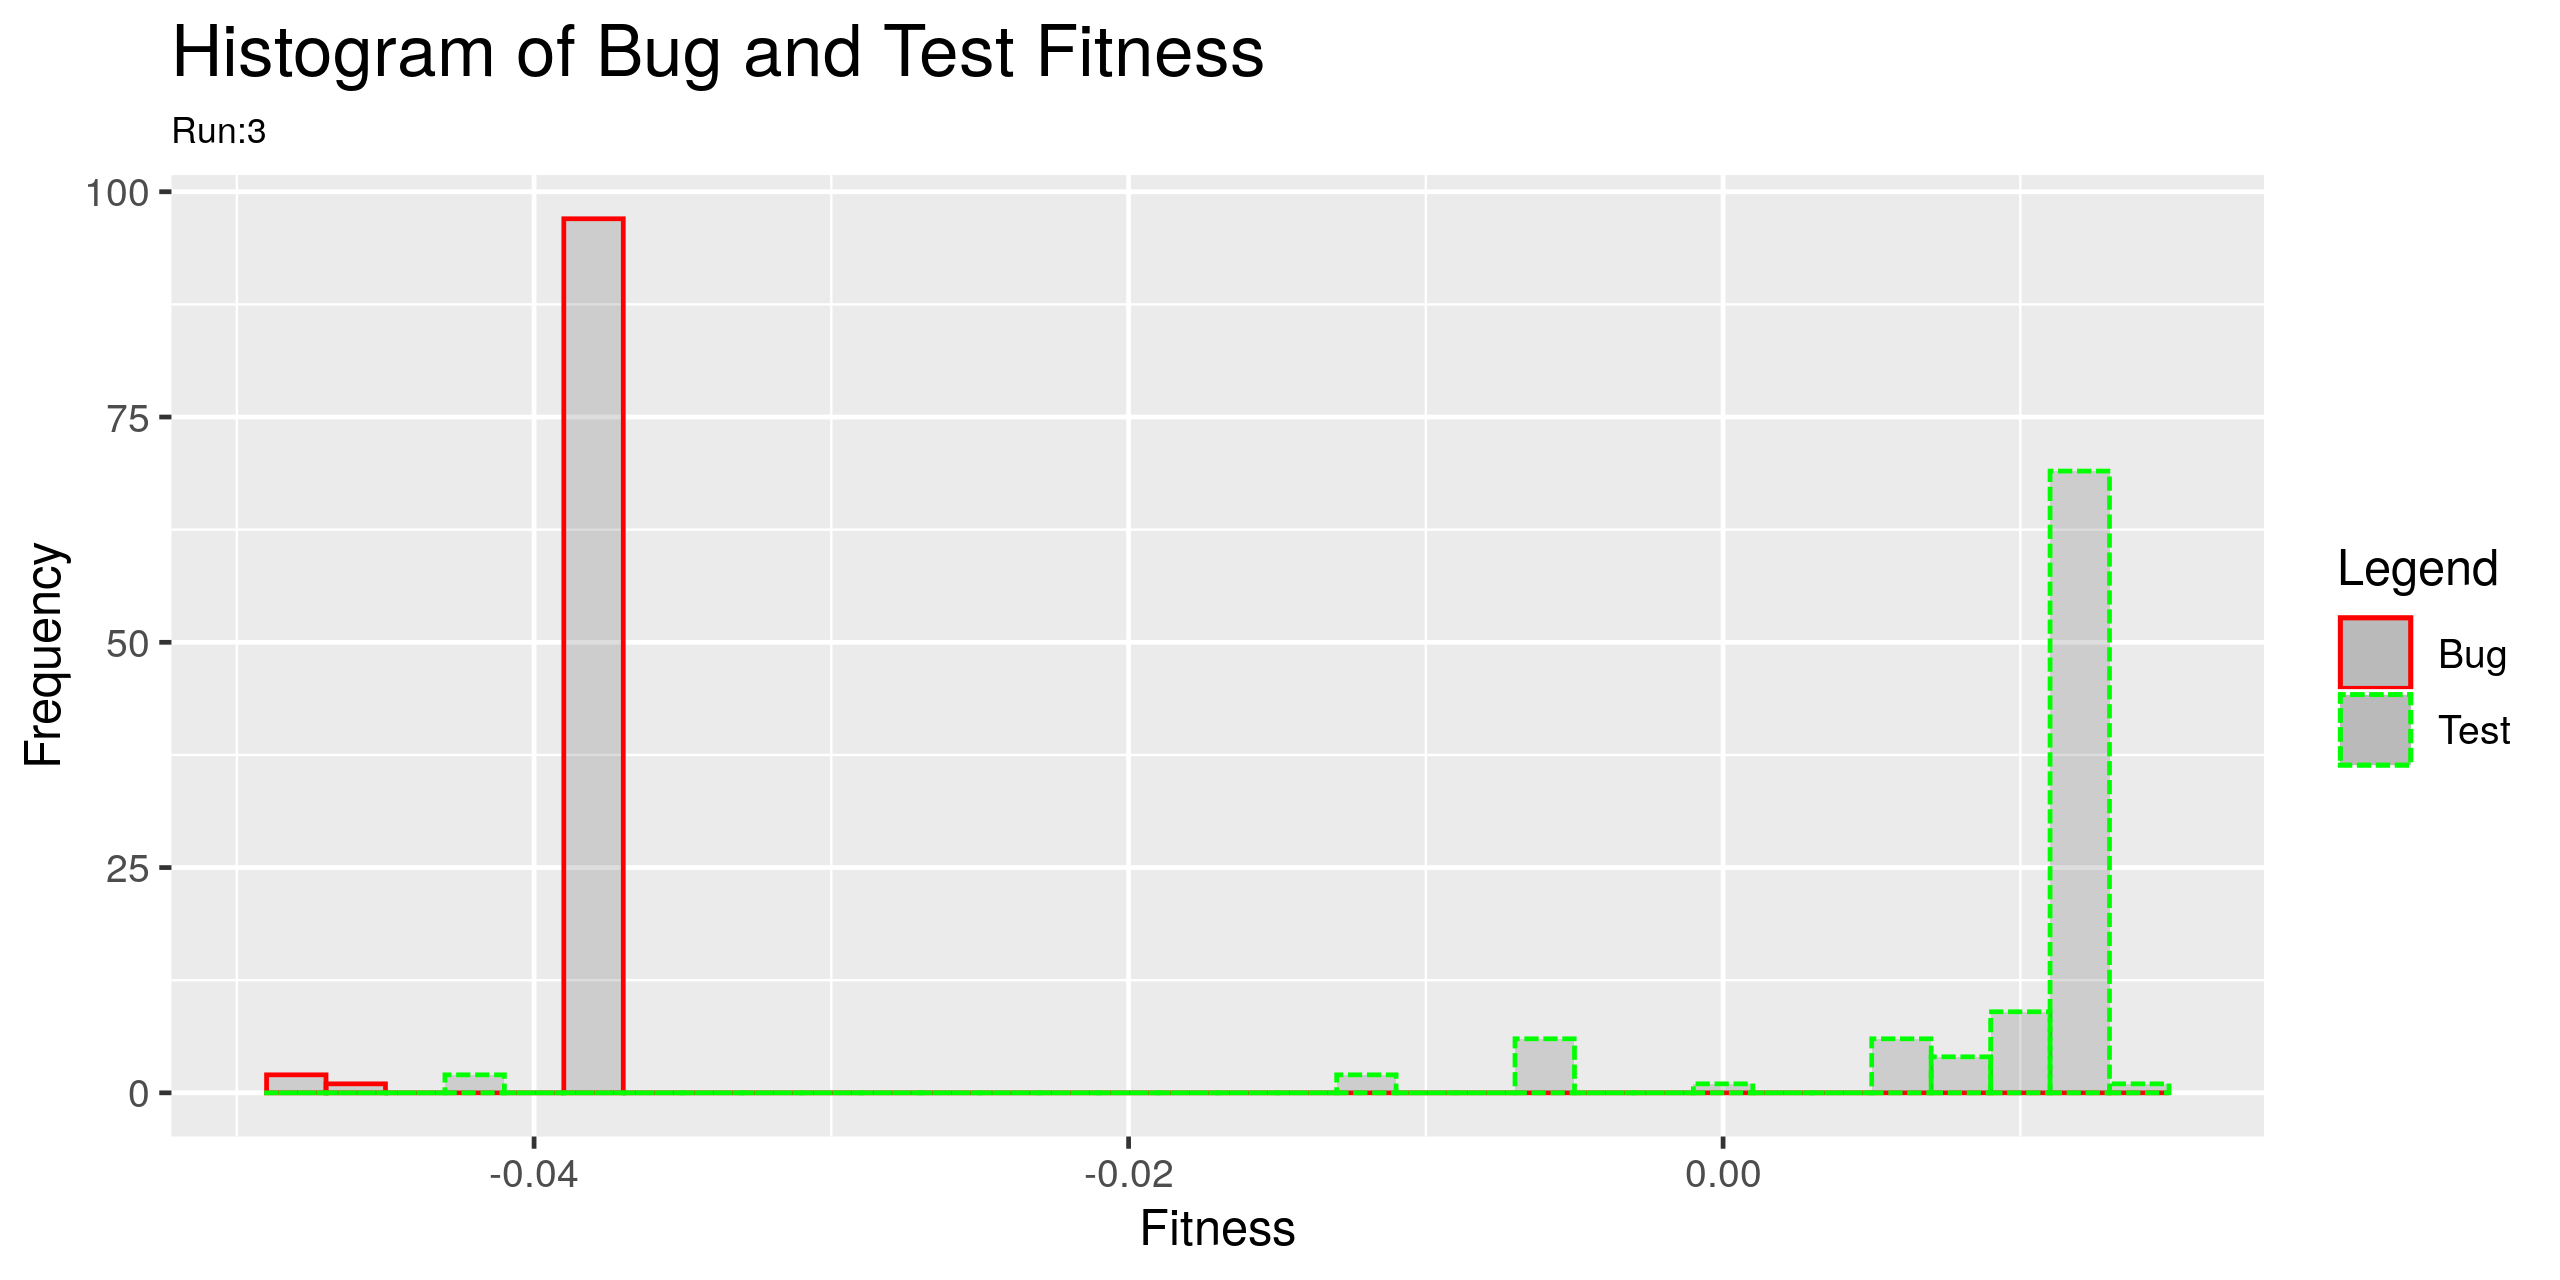 Histogram of Bug and Test Fitness
Run:3
100
75
50
25
0
Frequency
-0.04
-0.02
0.00
Fitness
Legend
Bug
Test